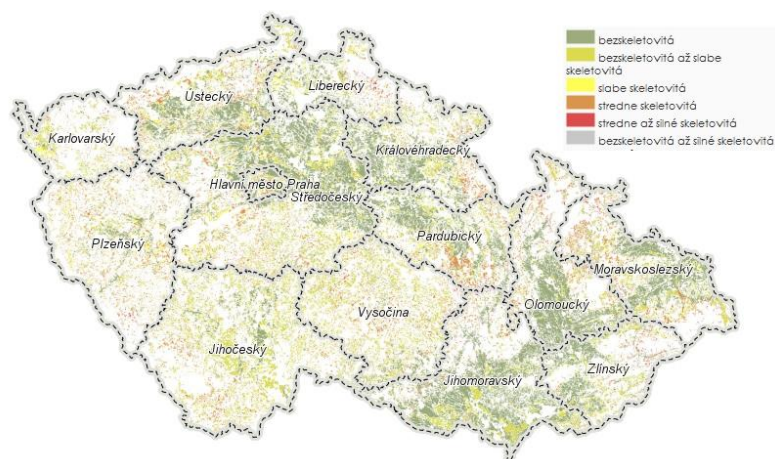 bezskeletovitá
bezskeletovitá až slabe
skeletovitá
slabe skeletovitá
stredne skeletovitá
stredne až silné skeletovitá
bezskeletovitá až silné skeletovitá
Liberecký
Ústecký
Karlovarský
Královéhradecký
Hlavní město Praha
Středočeský
Plzeňský
Pardubický
Moravskoslezský
Olomoucký
Vysočina
Jihočeský
Zlínský
Jihomoravský